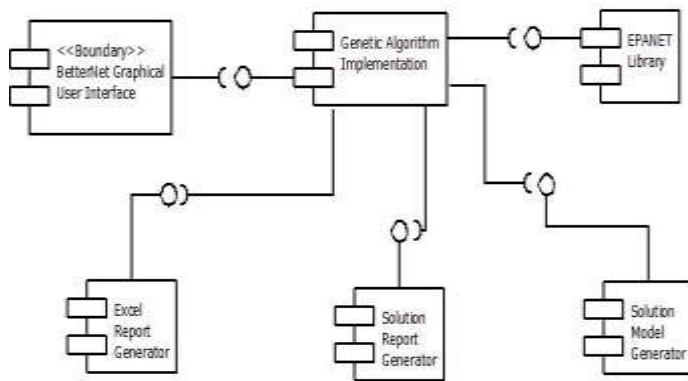 <<Boundary>>
BetterNet Graphical
User Interface
Genetic Algorithm
Implementation
EPANET
Library
Excel
Report
Generator
Solution
Report
Generator
Solution
Model
Generator